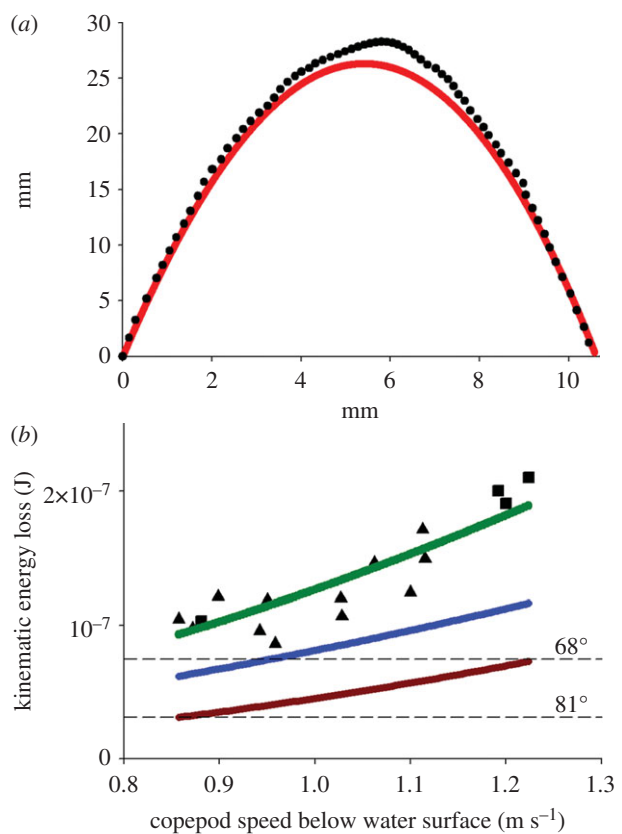 (a)
30
25
20
mm
15
10
5
0
0 2 4 6 8 10
mm
(b)
kinematic energy loss (J)
2×10⁻⁷
10⁻⁷
68°
81°
0
0.8 0.9 1.0 1.1 1.2 1.3
copepod speed below water surface (m s⁻¹)